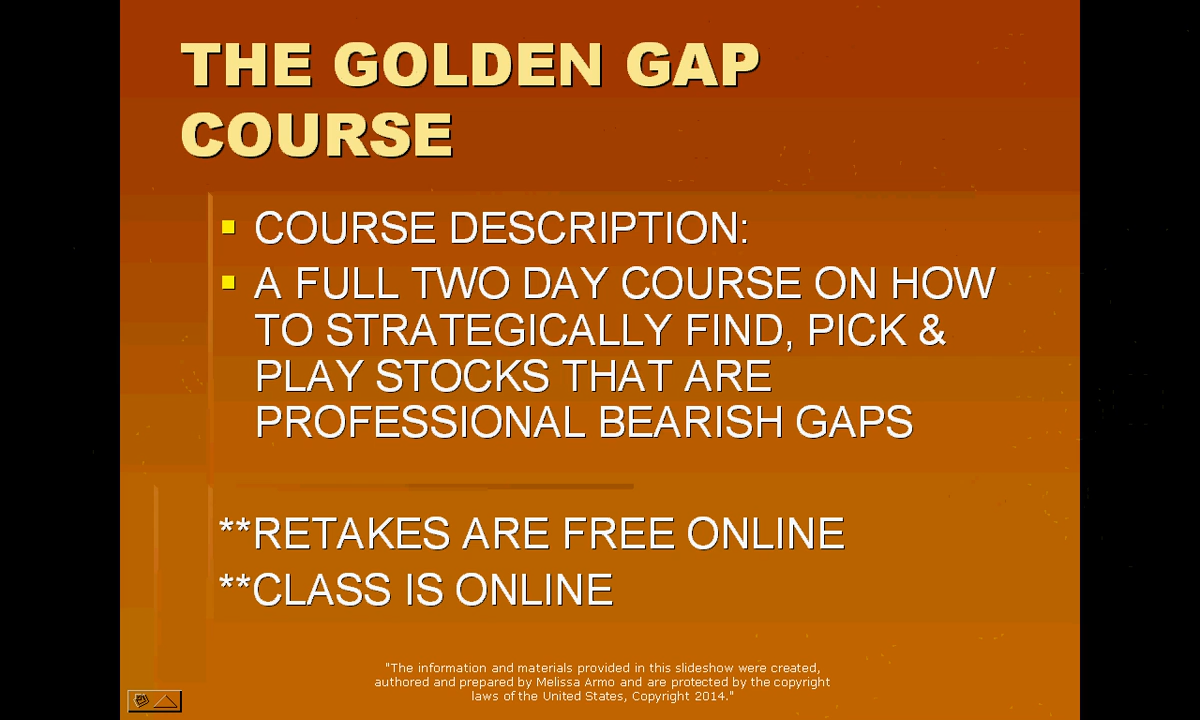 THE GOLDEN GAP
COURSE
COURSE DESCRIPTION:
A FULL TWO DAY COURSE ON HOW
TO STRATEGICALLY FIND, PICK &
PLAY STOCKS THAT ARE
PROFESSIONAL BEARISH GAPS
**RETAKES ARE FREE ONLINE
**CLASS IS ONLINE
"The information and materials provided in this slideshow were created,
authored and prepared by Melissa Armo and are protected by the copyright
laws of the United States, Copyright 2014."